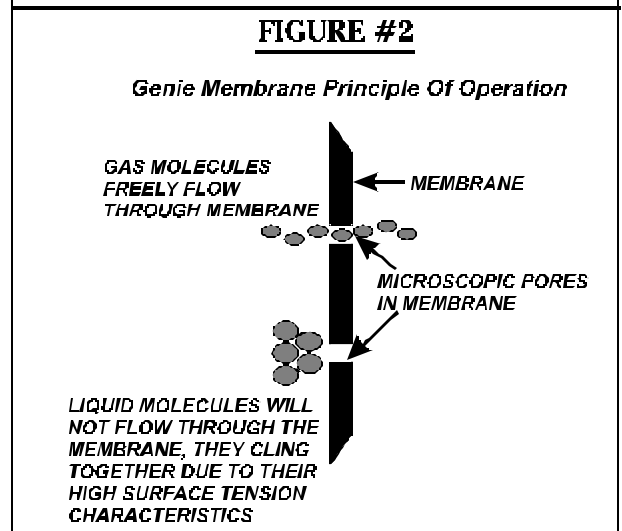 FIGURE #2
Genie Membrane Principle Of Operation
GAS MOLECULES
FREELY FLOW
THROUGH MEMBRANE
MEMBRANE
MICROSCOPIC PORES
IN MEMBRANE
LIQUID MOLECULES WILL
NOT FLOW THROUGH THE
MEMBRANE, THEY CLING
TOGETHER DUE TO THEIR
HIGH SURFACE TENSION
CHARACTERISTICS